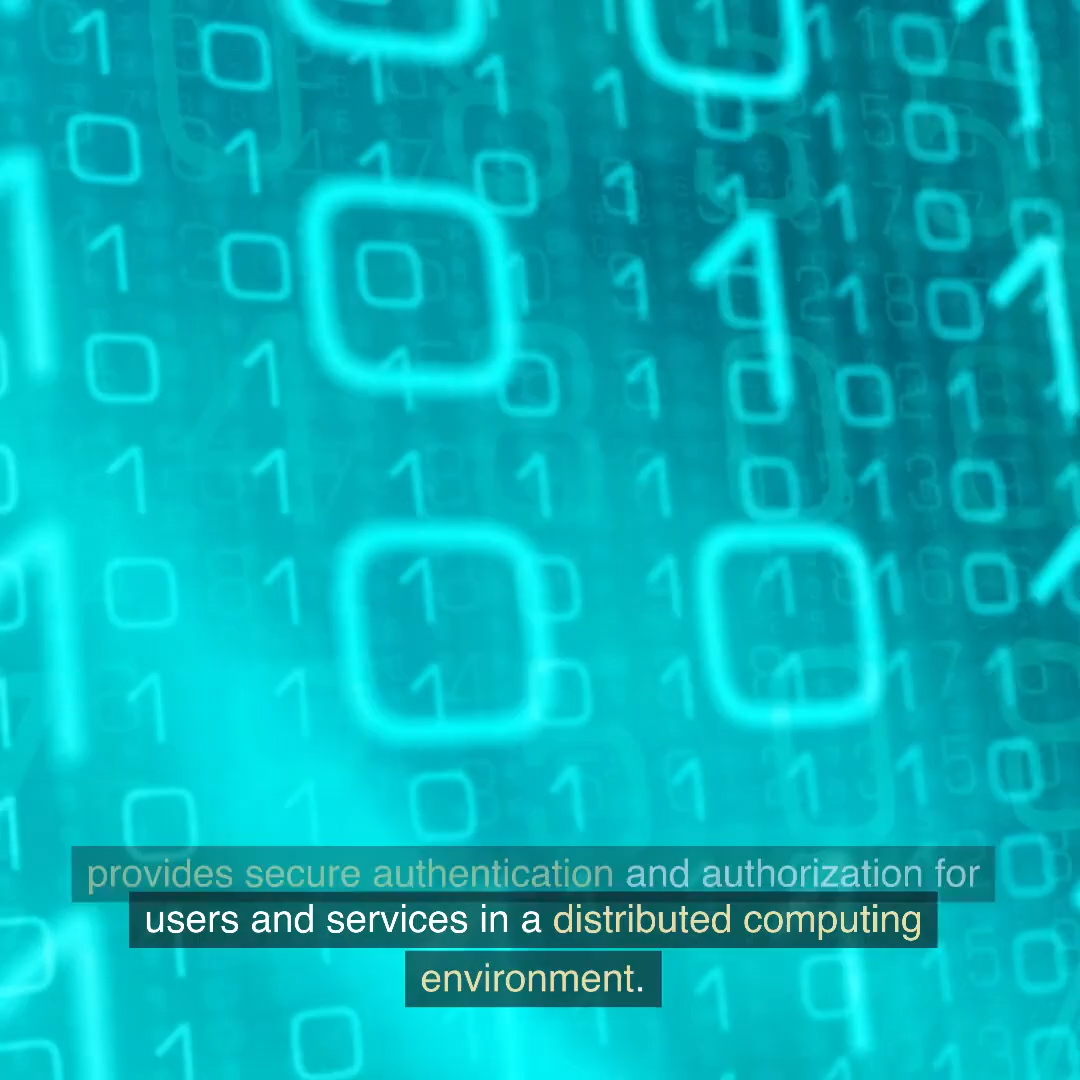 provides secure authentication and authorization for
users and services in a distributed computing
environment.